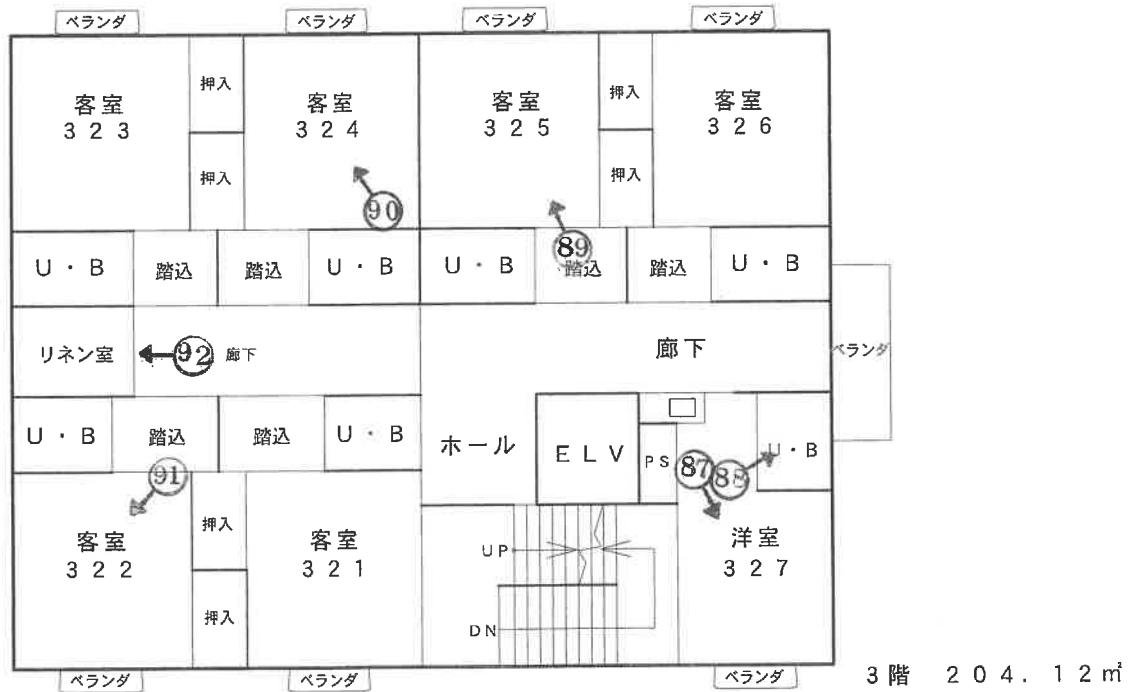 ベランダ ベランダ ベランダ ベランダ
客室 押入 客室 客室 押入 客室
323 324 325 326
押入 押入
90
89
U・B 踏込 踏込 U・B U・B 踏込 踏込 U・B
リネン室 92 廊下 廊下 ベランダ
U・B 踏込 踏込 U・B ホール ELV PS 87 88 U・B
91
客室 押入 客室 UP 洋室
322 321 327
押入 DN
ベランダ ベランダ ベランダ
3階 204.12㎡